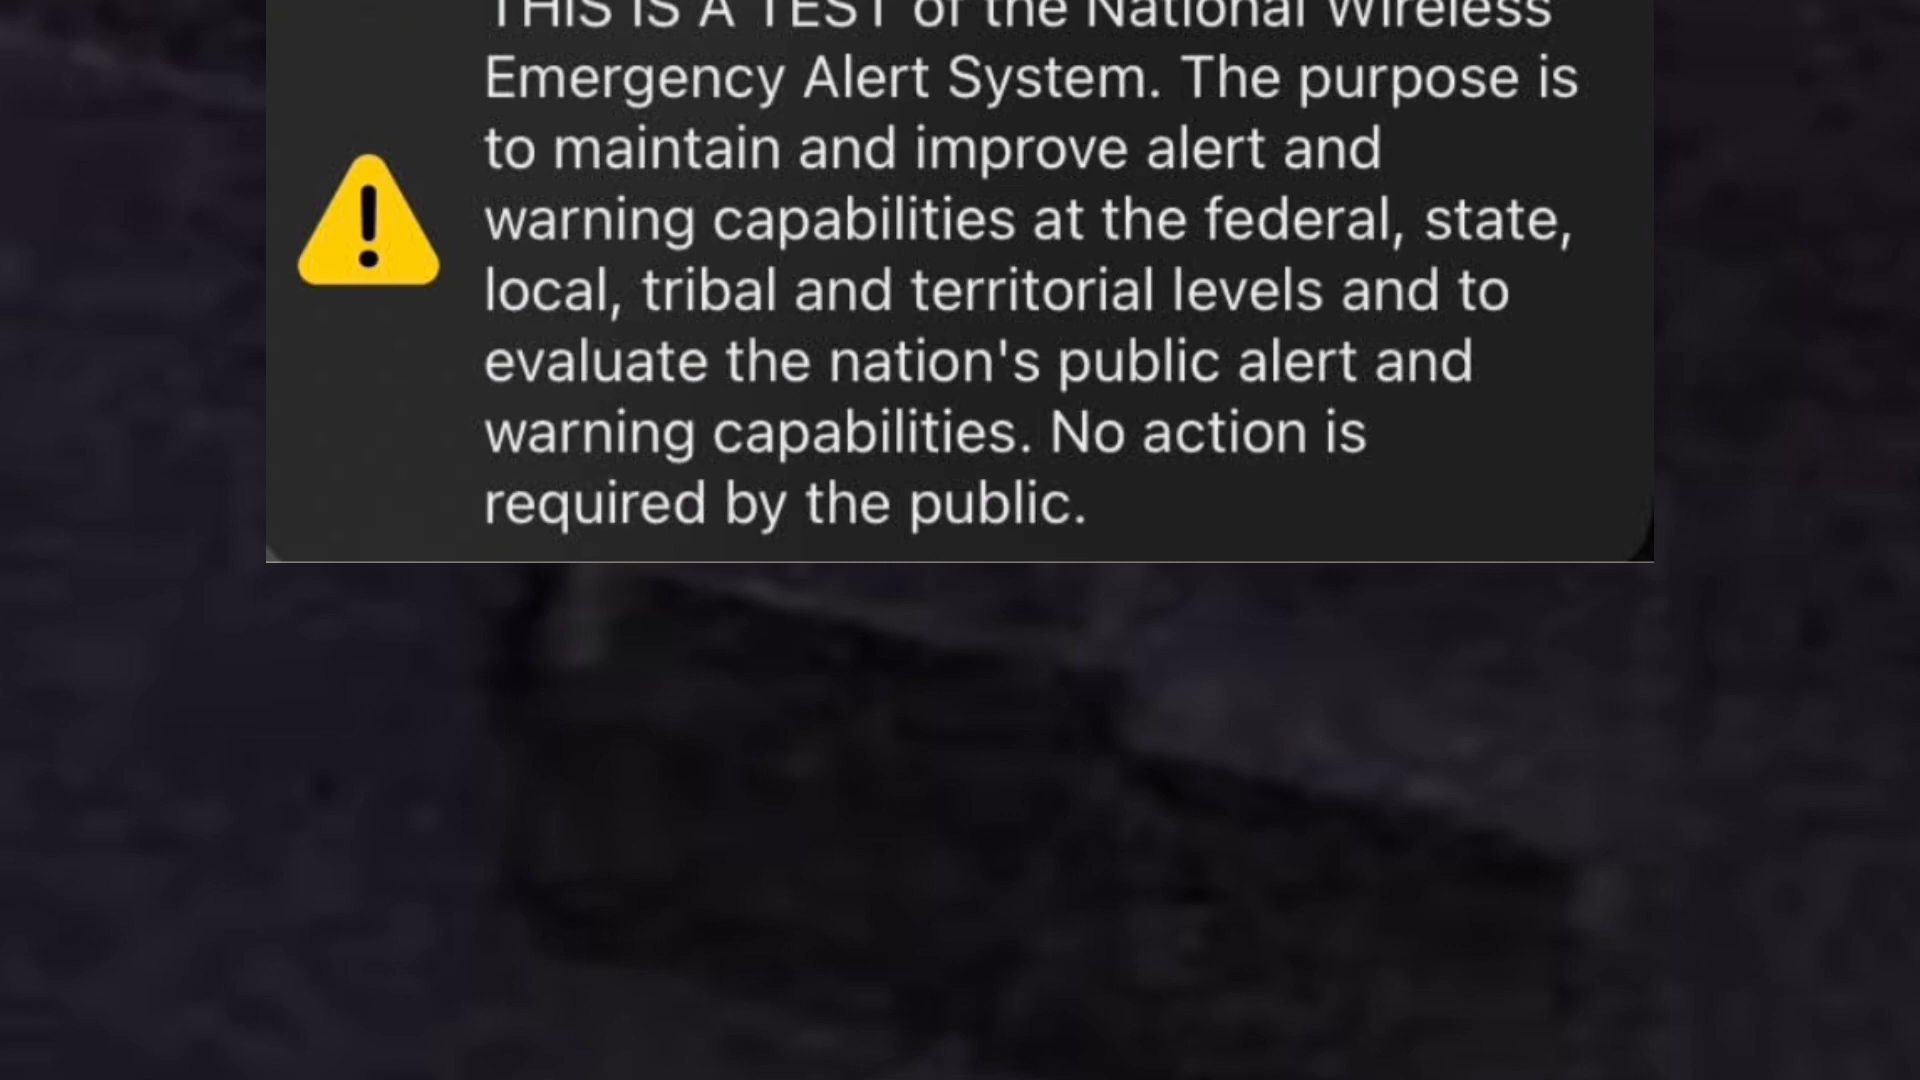 THIS IS A TEST of the National Wireless
Emergency Alert System. The purpose is
to maintain and improve alert and
warning capabilities at the federal, state,
local, tribal and territorial levels and to
evaluate the nation's public alert and
warning capabilities. No action is
required by the public.